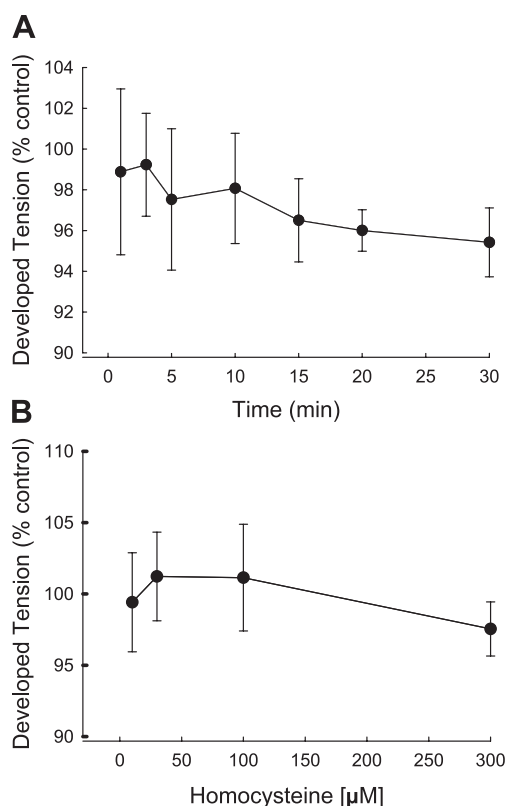 A
Developed Tension (% control)
104
102
100
98
96
94
92
90
0 5 10 15 20 25 30
Time (min)
B
Developed Tension (% control)
110
105
100
95
90
0 50 100 150 200 250 300
Homocysteine [µM]